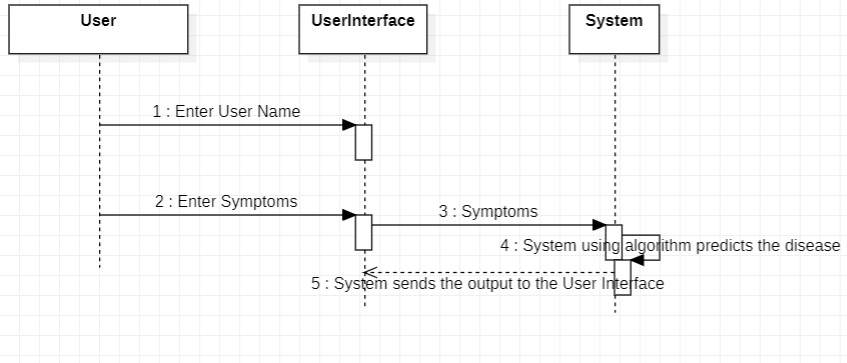 User
UserInterface
System
1 : Enter User Name
2 : Enter Symptoms
3 : Symptoms
4 : System using algorithm predicts the disease
5 : System sends the output to the User Interface